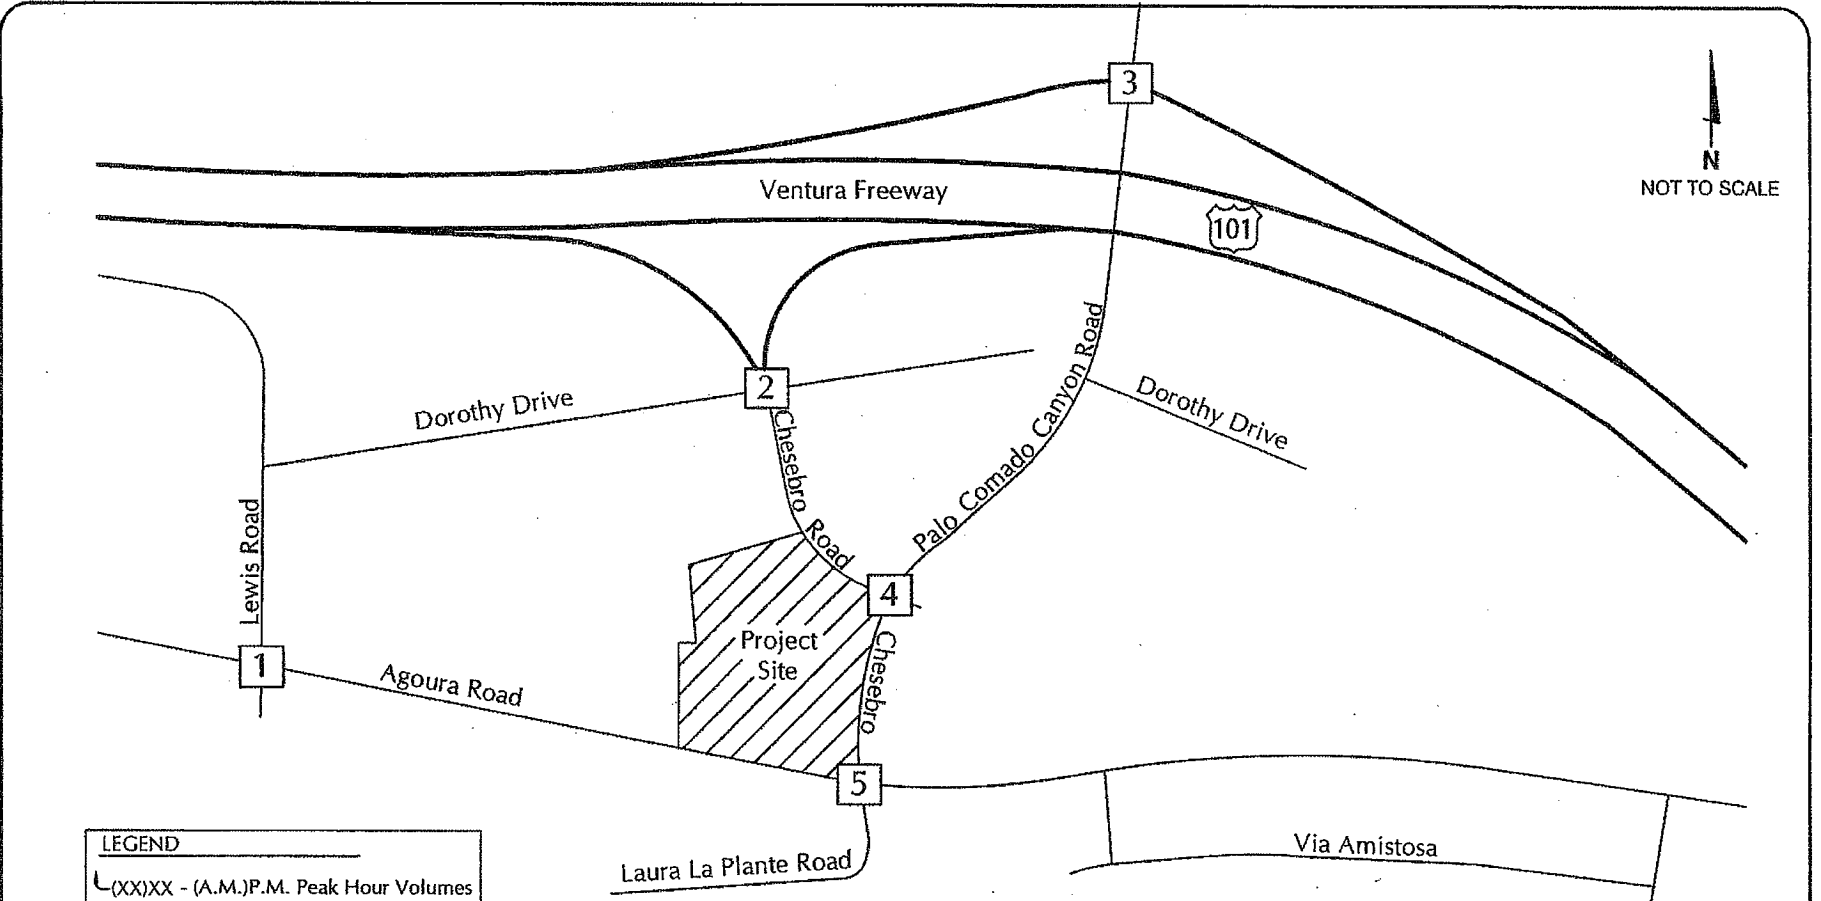 3
N
NOT TO SCALE
Ventura Freeway
101
2
Dorothy Drive
Chesebro Road
Palo Comado Canyon Road
Dorothy Drive
Lewis Road
4
Project
Site
Chesebro
1
Agoura Road
5
Via Amistosa
Laura La Plante Road
LEGEND
(XX)XX - (A.M.)P.M. Peak Hour Volumes